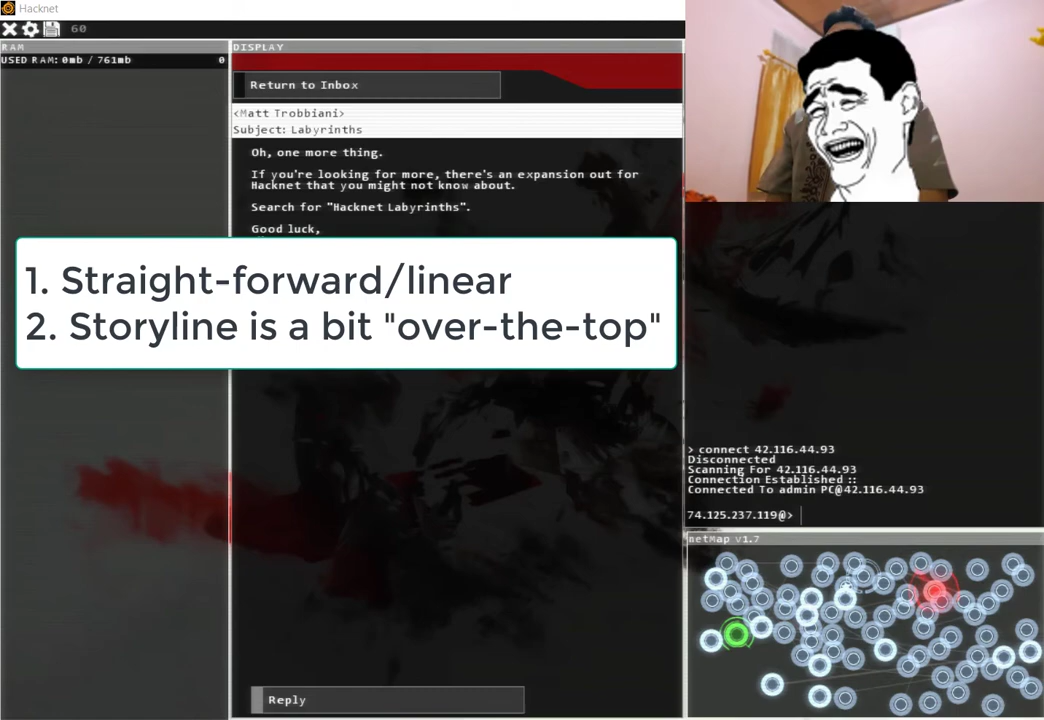 Hacknet
60
RAM
USED RAM: 0mb / 761mb 0
DISPLAY
Return to Inbox
<Matt Trobbiani>
Subject: Labyrinths
Oh, one more thing.
If you're looking for more, there's an expansion out for
Hacknet that you might not know about.
Search for "Hacknet Labyrinths".
Good luck,
1. Straight-forward/linear
2. Storyline is a bit "over-the-top"
Reply
> connect 42.116.44.93
Disconnected
Scanning For 42.116.44.93
Connection Established ::
Connected To admin PC@42.116.44.93
74.125.237.119@>
netMap v1.7